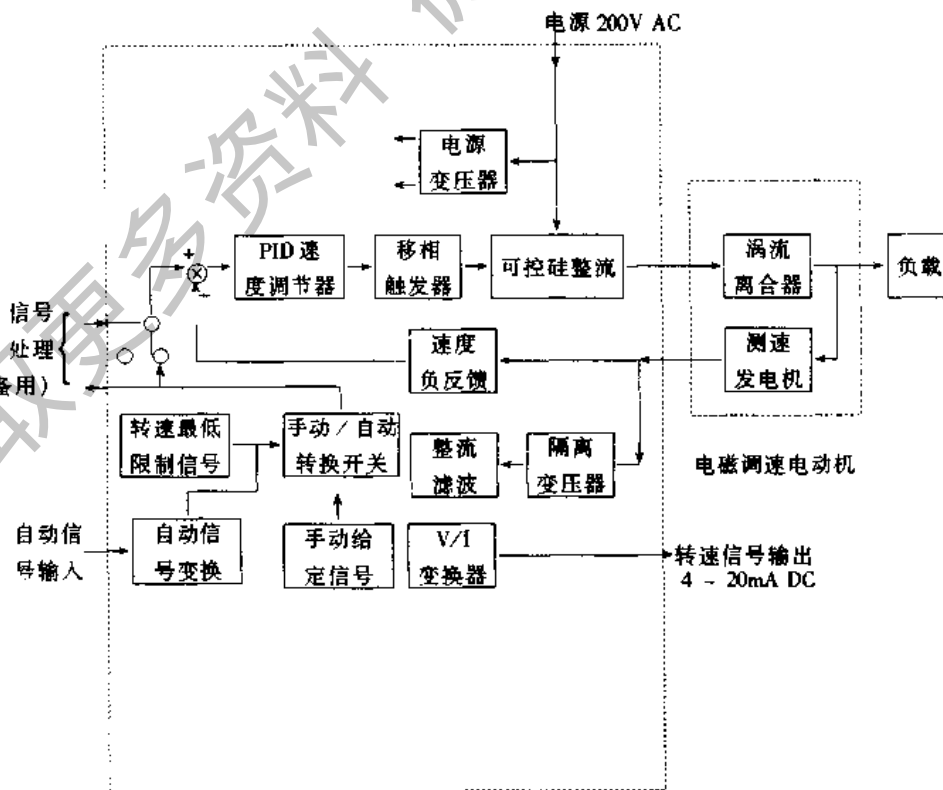 电源 200V AC
电源
变压器
PID 速
度调节器
移相
触发器
可控硅整流
涡流
离合器
负载
+
-
信号
处理
备用)
速度
负反馈
测速
发电机
转速最低
限制信号
手动/自动
转换开关
整流
滤波
隔离
变压器
电磁调速电动机
自动信
号输入
自动信
号变换
手动给
定信号
V/I
变换器
转速信号输出
4 ~ 20mA DC
取更多资料